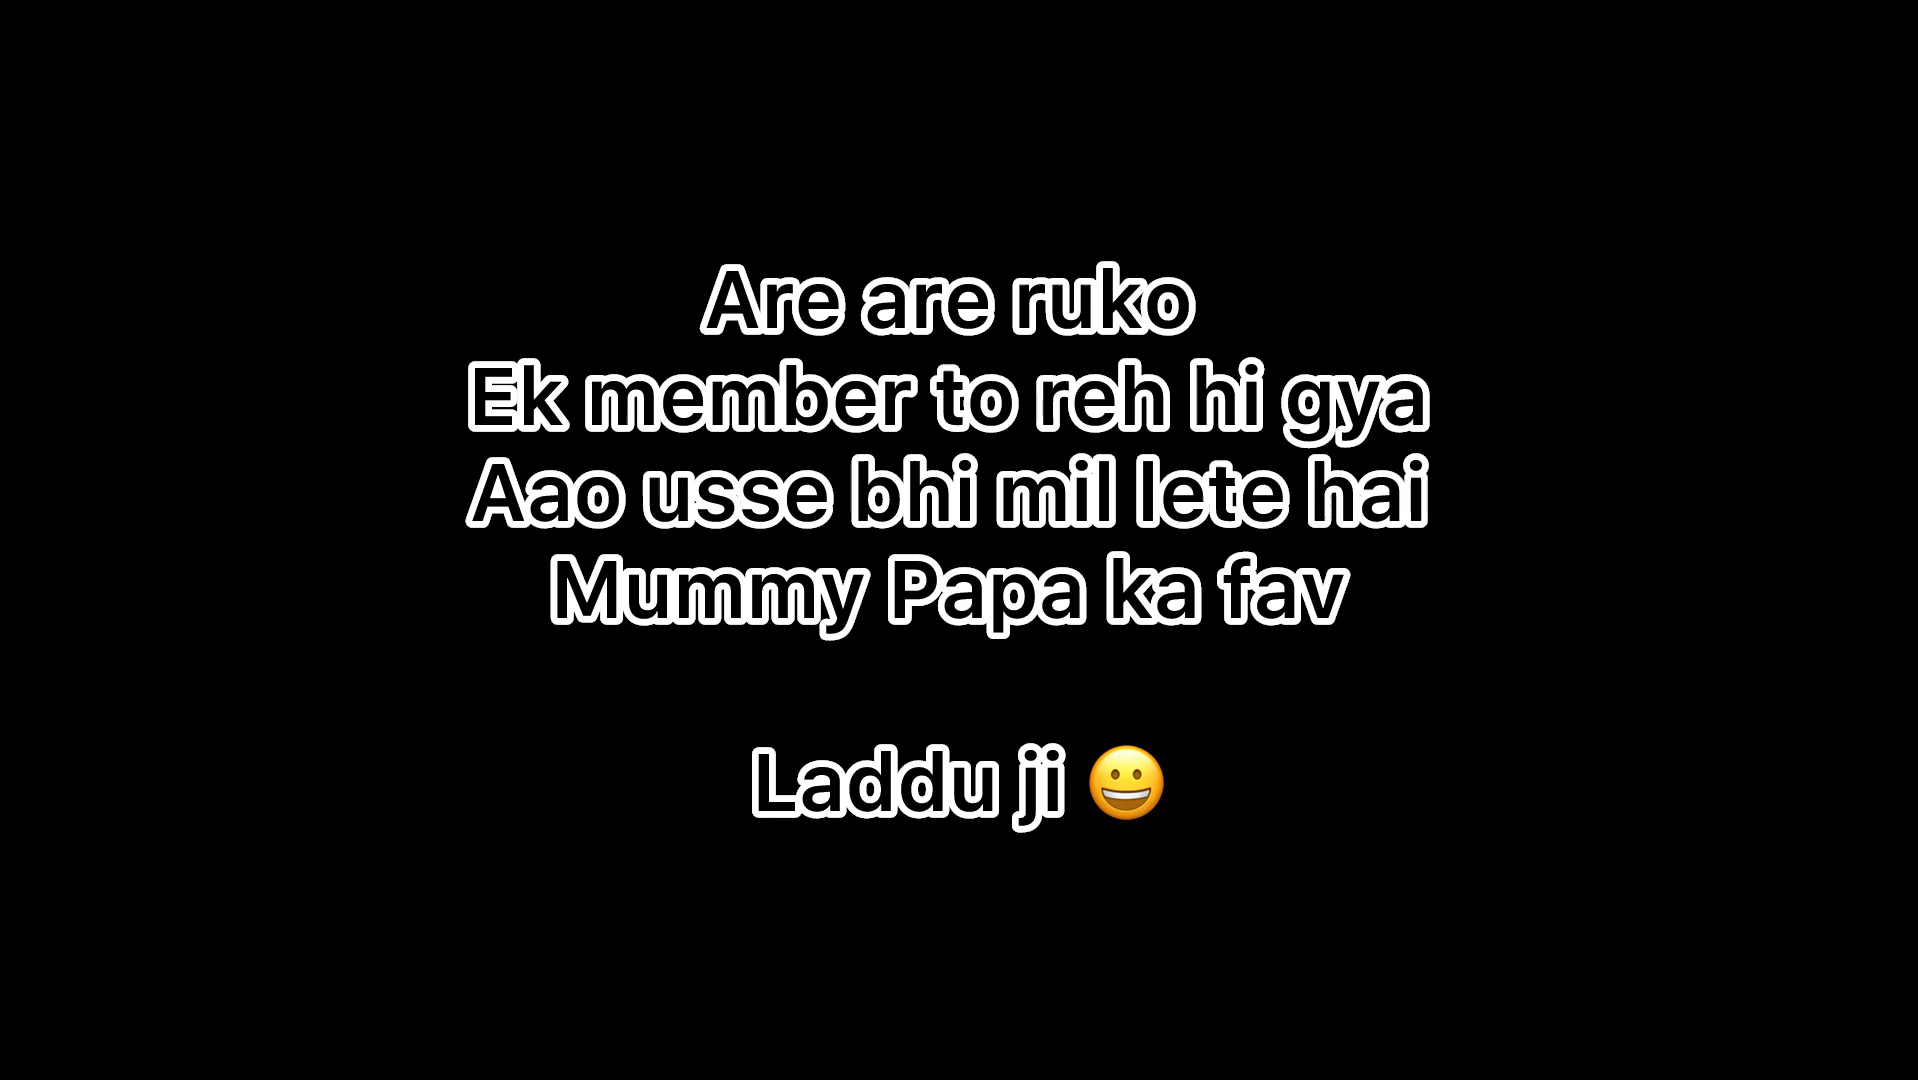 Are are ruko
Ek member to reh hi gya
Aao usse bhi mil lete hai
Mummy Papa ka fav
Laddu ji 😀